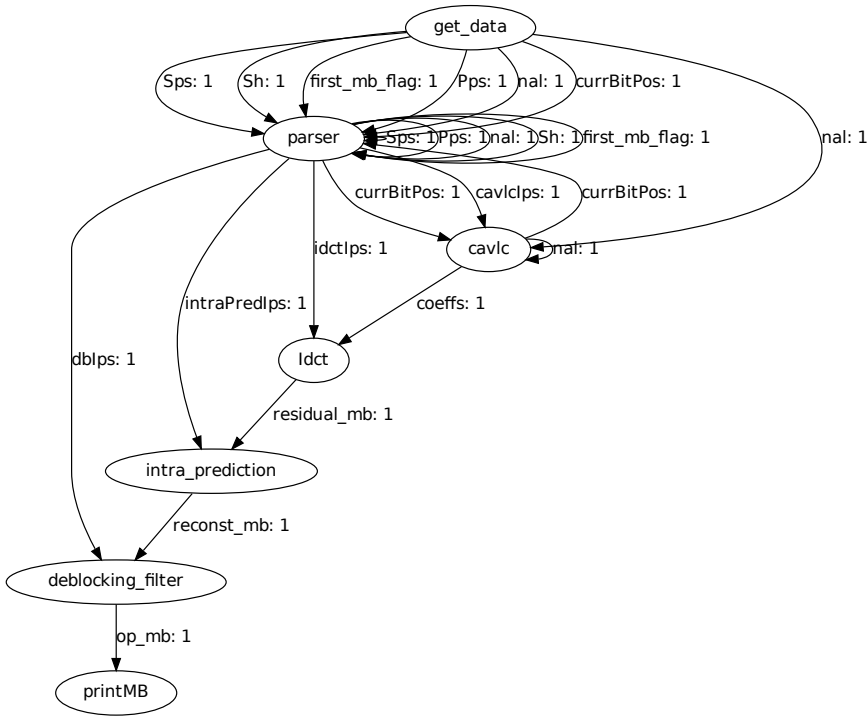 get_data
Sps: 1
Sh: 1
first_mb_flag: 1
Pps: 1
nal: 1
currBitPos: 1
nal: 1
parser
Sps: 1
Pps: 1
nal: 1
Sh: 1
first_mb_flag: 1
currBitPos: 1
cavlcIps: 1
currBitPos: 1
idctIps: 1
cavlc
nal: 1
intraPredIps: 1
coeffs: 1
dbIps: 1
Idct
residual_mb: 1
intra_prediction
reconst_mb: 1
deblocking_filter
op_mb: 1
printMB